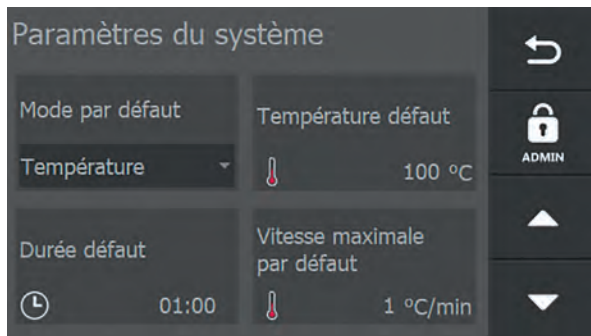 Paramètres du système
Mode par défaut
Température
Température défaut
100 °C
ADMIN
Durée défaut
01:00
Vitesse maximale
par défaut
1 °C/min